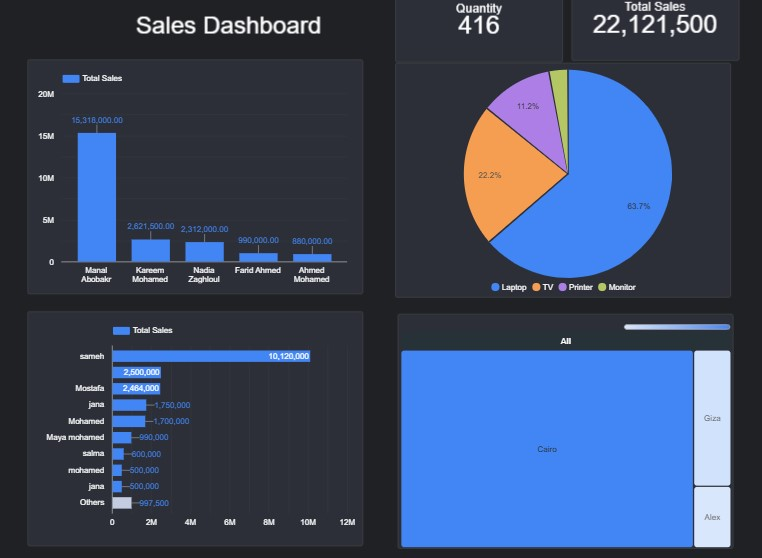 Sales Dashboard
Quantity
416
Total Sales
22,121,500
Total Sales
20M
15M
10M
5M
0
15,318,000.00
2,621,500.00
2,312,000.00
990,000.00
880,000.00
Manal
Abobakr
Kareem
Mohamed
Nadia
Zaghloul
Farid Ahmed
Ahmed
Mohamed
63.7%
22.2%
11.2%
Laptop
TV
Printer
Monitor
Total Sales
sameh
10,120,000
2,500,000
Mostafa
2,464,000
jana
1,750,000
Mohamed
1,700,000
Maya mohamed
990,000
salma
600,000
mohamed
500,000
jana
500,000
Others
997,500
0
2M
4M
6M
8M
10M
12M
All
Cairo
Giza
Alex